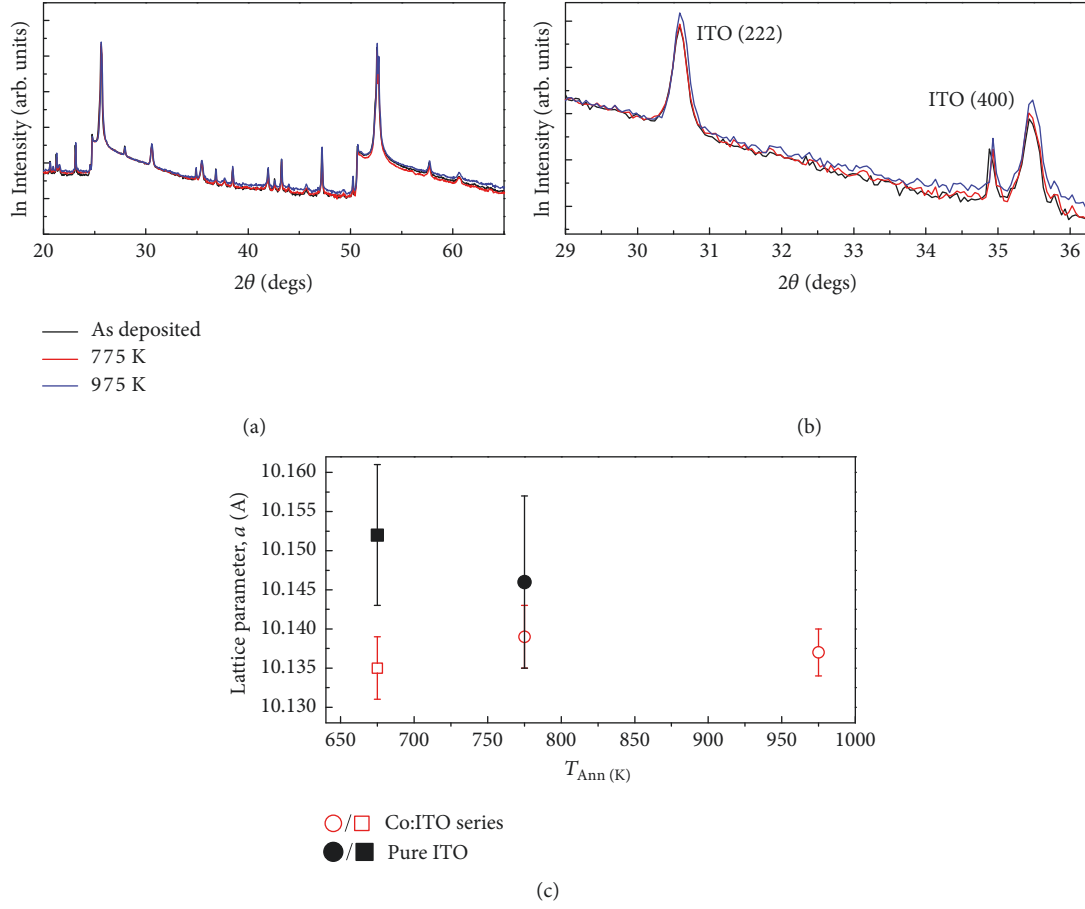 ln Intensity (arb. units)
20 30 40 50 60
2θ (degs)
As deposited
775 K
975 K
(a)
ITO (222)
ITO (400)
ln Intensity (arb. units)
29 30 31 32 33 34 35 36
2θ (degs)
(b)
Lattice parameter, a (A)
10.160
10.155
10.150
10.145
10.140
10.135
10.130
650 700 750 800 850 900 950 1000
T Ann (K)
/ Co:ITO series
/ Pure ITO
(c)